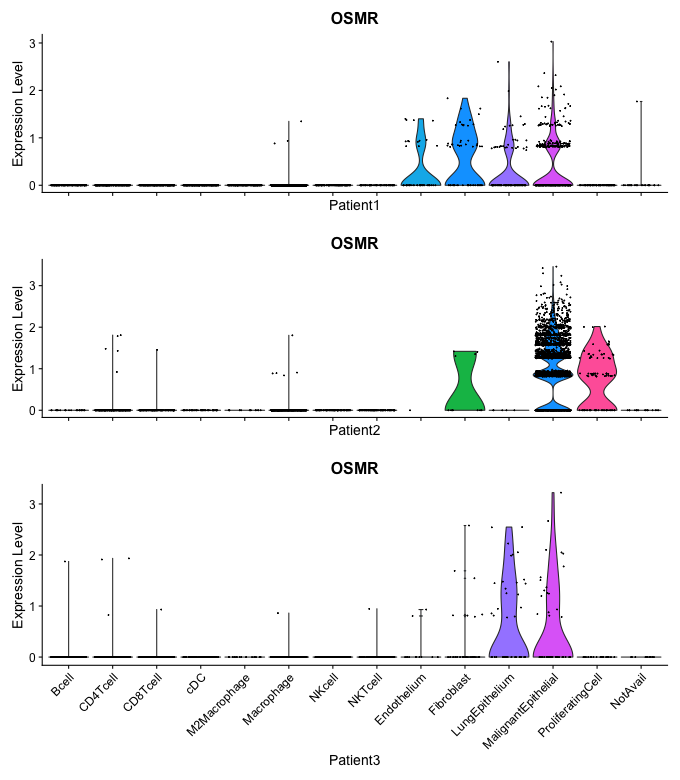 OSMR
Expression Level
3
2
1
0
Patient1
OSMR
Expression Level
3
2
1
0
Patient2
OSMR
Expression Level
3
2
1
0
Bcell
CD4Tcell
CD8Tcell
cDC
M2Macrophage
Macrophage
NKcell
NKTcell
Endothelium
Fibroblast
LungEpithelium
MalignantEpithelial
ProliferatingCell
NotAvail
Patient3